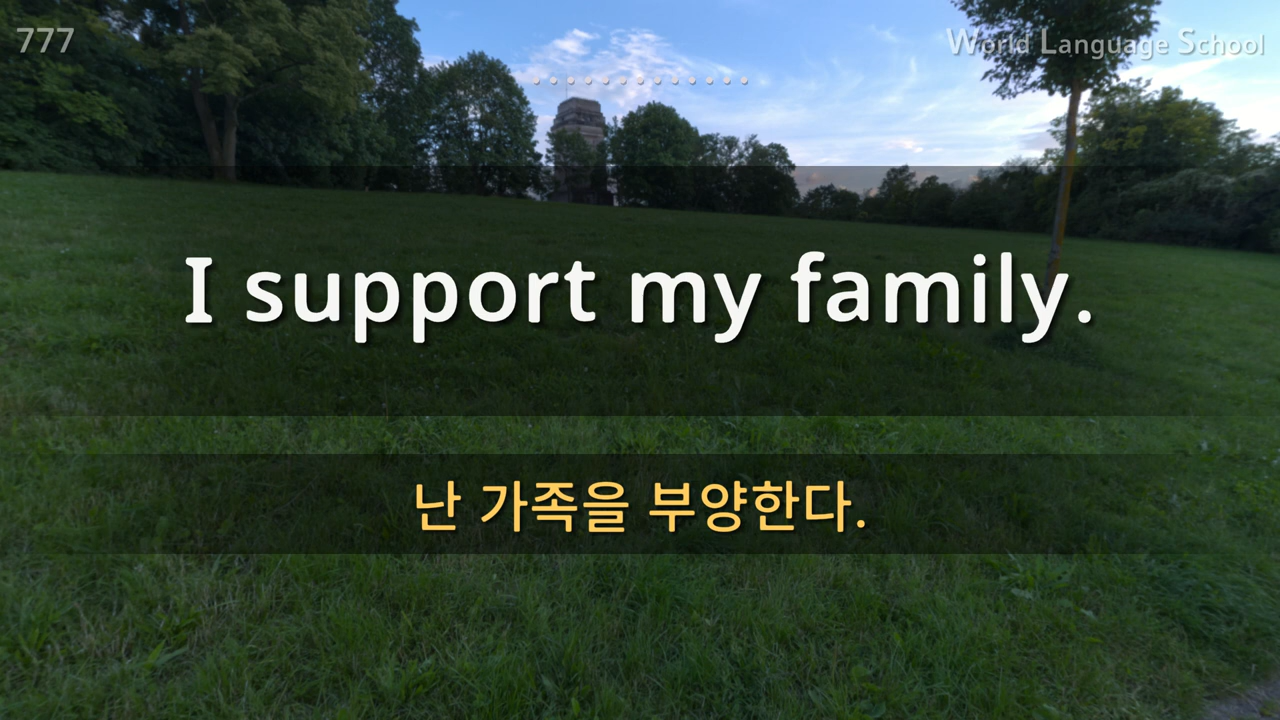 777
World Language School
I support my family.
난 가족을 부양한다.